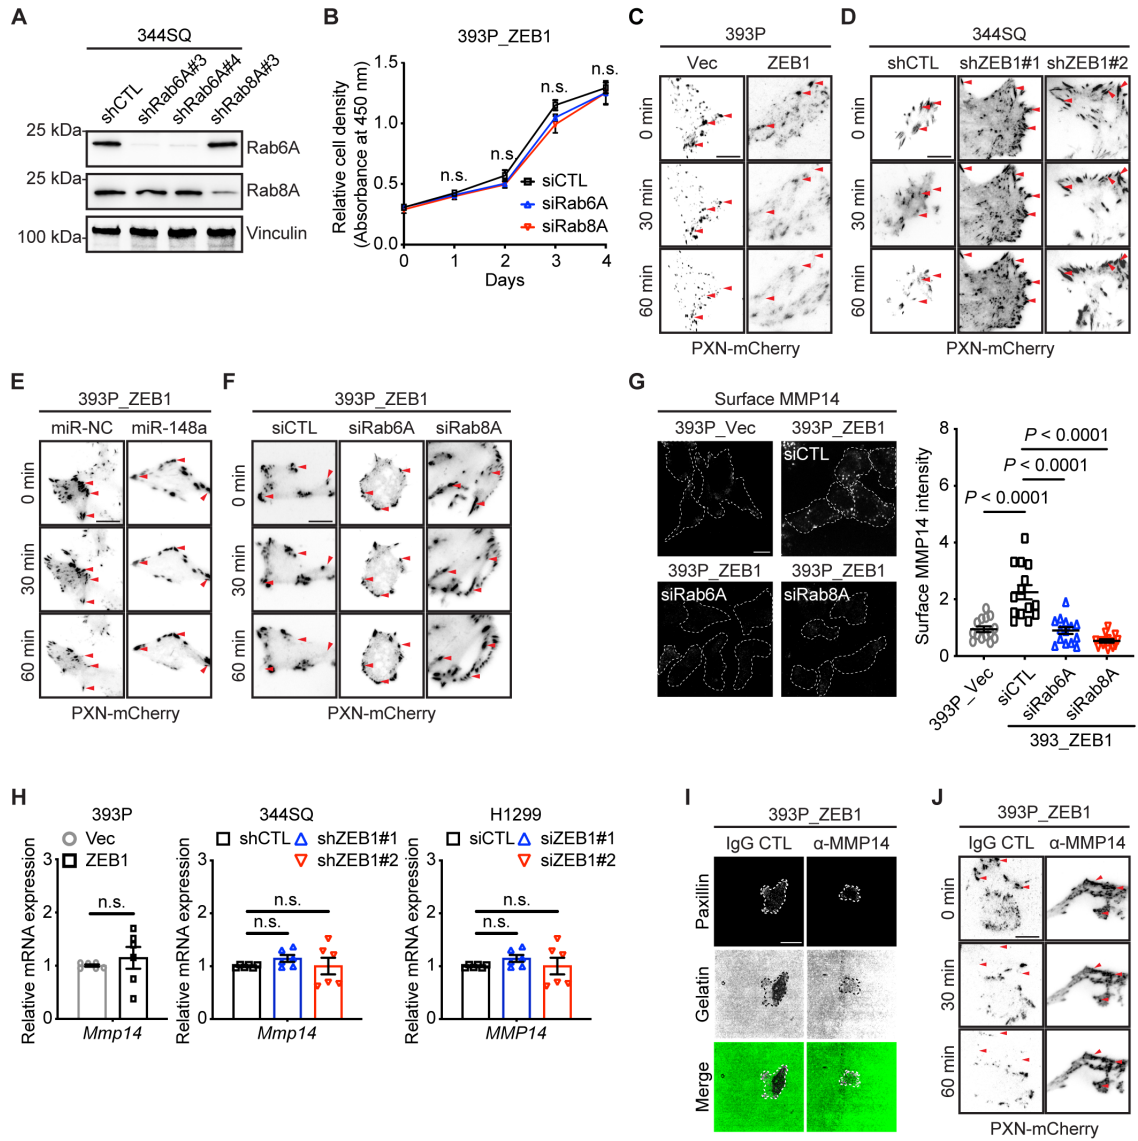 A
344SQ
shCTL
shRab6A#3
shRab6A#4
shRab8A#3
25 kDa
Rab6A
25 kDa
Rab8A
100 kDa
Vinculin
B
393P_ZEB1
Relative cell density
(Absorbance at 450 nm)
1.5
1.0
0.5
0.0
n.s.
n.s.
n.s.
n.s.
siCTL
siRab6A
siRab8A
0 1 2 3 4
Days
C
393P
Vec ZEB1
0 min
30 min
60 min
PXN-mCherry
D
344SQ
shCTL shZEB1#1 shZEB1#2
0 min
30 min
60 min
PXN-mCherry
E
393P_ZEB1
miR-NC miR-148a
0 min
30 min
60 min
PXN-mCherry
F
393P_ZEB1
siCTL siRab6A siRab8A
0 min
30 min
60 min
PXN-mCherry
G
Surface MMP14
393P_Vec 393P_ZEB1
siCTL
393P_ZEB1 393P_ZEB1
siRab6A siRab8A
Surface MMP14 intensity
8
6
4
2
0
P < 0.0001
P < 0.0001
P < 0.0001
393P_Vec
siCTL
siRab6A
siRab8A
393_ZEB1
H
393P
Vec
ZEB1
Relative mRNA expression
3
2
1
0
n.s.
Mmp14
344SQ
shCTL shZEB1#1
shZEB1#2
Relative mRNA expression
3
2
1
0
n.s.
n.s.
Mmp14
H1299
siCTL siZEB1#1
siZEB1#2
Relative mRNA expression
3
2
1
0
n.s.
n.s.
MMP14
I
393P_ZEB1
IgG CTL α-MMP14
Paxillin
Gelatin
Merge
J
393P_ZEB1
IgG CTL α-MMP14
0 min
30 min
60 min
PXN-mCherry